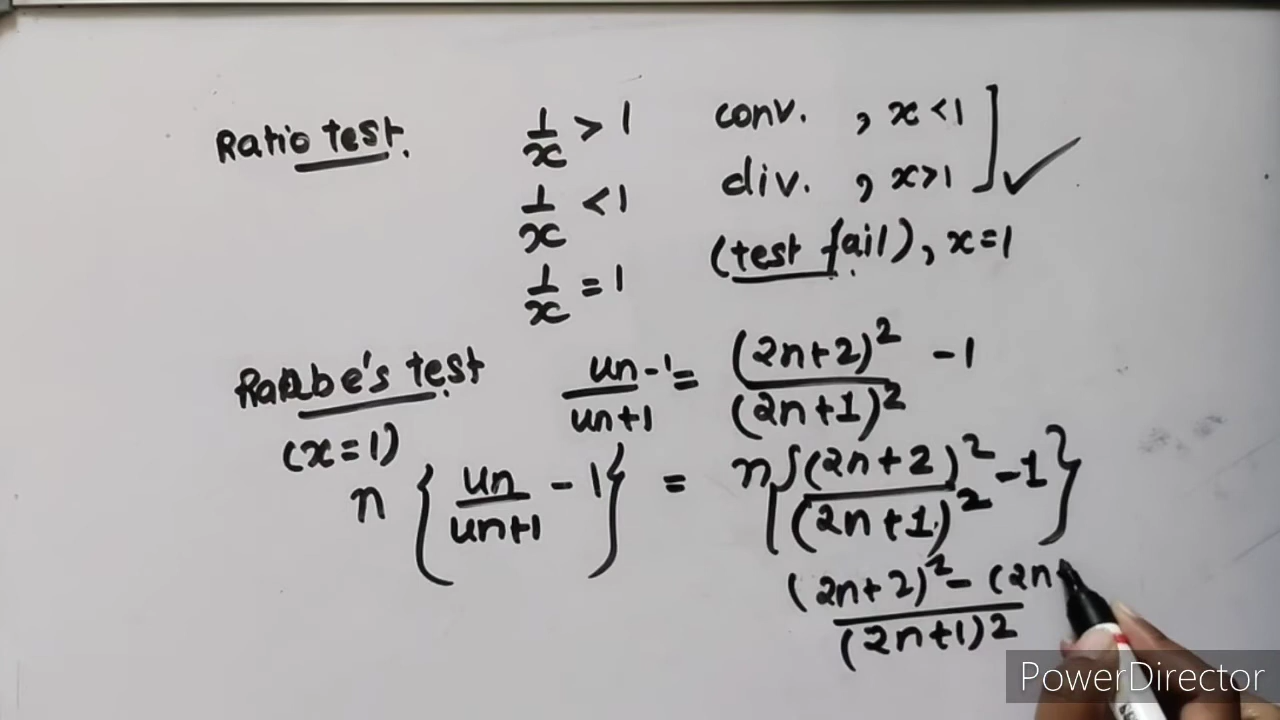 Ratio test. 1/x > 1 conv. , x < 1
1/x < 1 div. , x > 1
1/x = 1 (test fail), x = 1
Raabe's test un/un+1 - 1 = (2n+2)²/(2n+1)² - 1
(x = 1)
n { un/un+1 - 1 } = n { (2n+2)²/(2n+1)² - 1 }
(2n+2)² - (2n+
(2n+1)2
PowerDirector